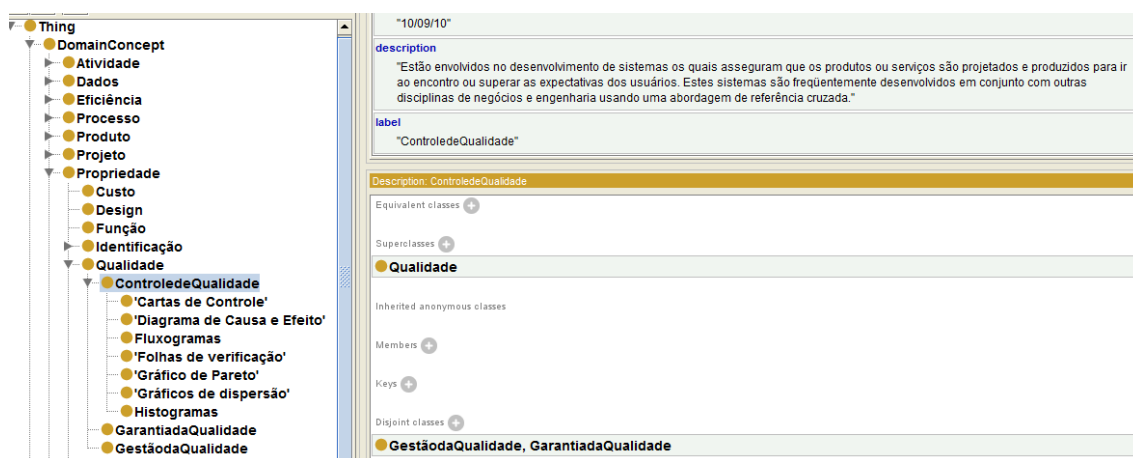 Thing
DomainConcept
Atividade
Dados
Eficiência
Processo
Produto
Projeto
Propriedade
Custo
Design
Função
Identificação
Qualidade
ControledeQualidade
'Cartas de Controle'
'Diagrama de Causa e Efeito'
Fluxogramas
'Folhas de verificação'
'Gráfico de Pareto'
'Gráficos de dispersão'
Histogramas
GarantiadaQualidade
GestãodaQualidade
"10/09/10"
description
"Estão envolvidos no desenvolvimento de sistemas os quais asseguram que os produtos ou serviços são projetados e produzidos para ir
ao encontro ou superar as expectativas dos usuários. Estes sistemas são freqüentemente desenvolvidos em conjunto com outras
disciplinas de negócios e engenharia usando uma abordagem de referência cruzada."
label
"ControledeQualidade"
Description: ControledeQualidade
Equivalent classes
Superclasses
Qualidade
Inherited anonymous classes
Members
Keys
Disjoint classes
GestãodaQualidade, GarantiadaQualidade